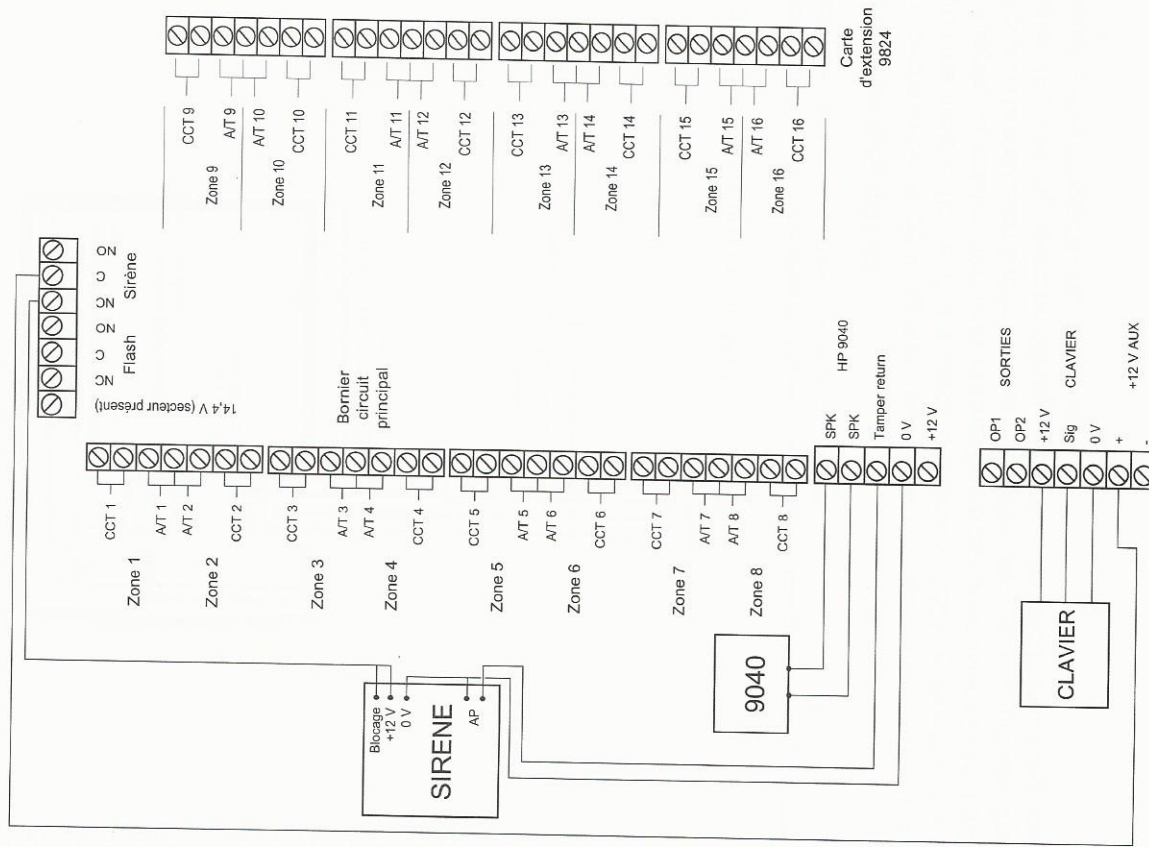 CCT 9
A/T 9
A/T 10
CCT 10
Zone 9
Zone 10
CCT 11
A/T 11
A/T 12
CCT 12
Zone 11
Zone 12
CCT 13
A/T 13
A/T 14
CCT 14
Zone 13
Zone 14
CCT 15
A/T 15
A/T 16
CCT 16
Zone 15
Zone 16
Carte
d'extension
9824
NO
C
NC
Sirène
NO
C
NC
Flash
14,4 V (secteur présent)
Bornier
circuit
principal
CCT 1
A/T 1
A/T 2
CCT 2
Zone 1
Zone 2
CCT 3
A/T 3
A/T 4
CCT 4
Zone 3
Zone 4
CCT 5
A/T 5
A/T 6
CCT 6
Zone 5
Zone 6
CCT 7
A/T 7
A/T 8
CCT 8
Zone 7
Zone 8
SPK
SPK
Tamper return
0 V
+12 V
HP 9040
OP1
OP2
+12 V
Sig
0 V
+
-
SORTIES
CLAVIER
+12 V AUX
Blocage
+12 V
0 V
AP
SIRENE
9040
CLAVIER